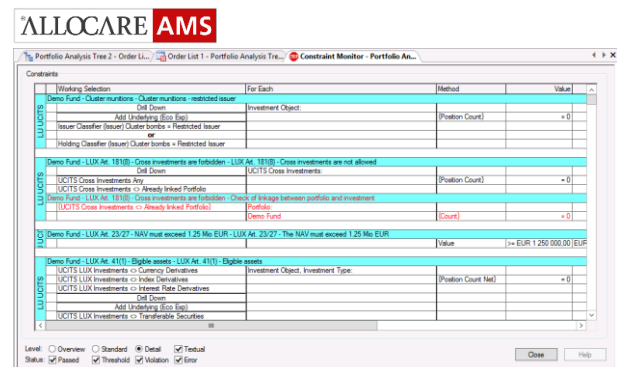 ALLOCARE AMS
Portfolio Analysis Tree 2 - Order Li... Order List 1 - Portfolio Analysis Tre... Constraint Monitor - Portfolio An...
Constraints
Working Selection For Each Method Value
Demo Fund - Cluster munitions - Cluster munitions - restricted issuer
Drill Down Investment Object:
Add Underlying (Eco Exp) {Position Count} = 0
Issuer Classifier (Issuer) Cluster bombs = Restricted Issuer
or
Holding Classifier (Issuer) Cluster bombs = Restricted Issuer
LU UCITS
Demo Fund - LUX Art. 181(8) - Cross investments are forbidden - LUX Art. 181(8) - Cross investments are not allowed
Drill Down UCITS Cross Investments:
UCITS Cross Investments Any {Position Count} = 0
UCITS Cross Investments <> Already linked Portfolio
Demo Fund - LUX Art. 181(8) - Cross investments are forbidden - Check of linkage between portfolio and investment
[UCITS Cross Investments <> Already linked Portfolio] Portfolio:
Demo Fund {Count} = 0
LU UCITS
Demo Fund - LUX Art. 23/27 - NAV must exceed 1.25 Mio EUR - LUX Art. 23/27 - The NAV must exceed 1.25 Mio EUR
Value >= EUR 1 250 000,00 EUR
Demo Fund - LUX Art. 41(1) - Eligible assets - LUX Art. 41(1) - Eligible assets
UCITS LUX Investments <> Currency Derivatives Investment Object, Investment Type:
UCITS LUX Investments <> Index Derivatives {Position Count Net} = 0
UCITS LUX Investments <> Interest Rate Derivatives
Drill Down
Add Underlying (Eco Exp)
UCITS LUX Investments <> Transferable Securities
LU UCITS
Level: Overview Standard Detail Textual
Status: Passed Threshold Violation Error
Close Help